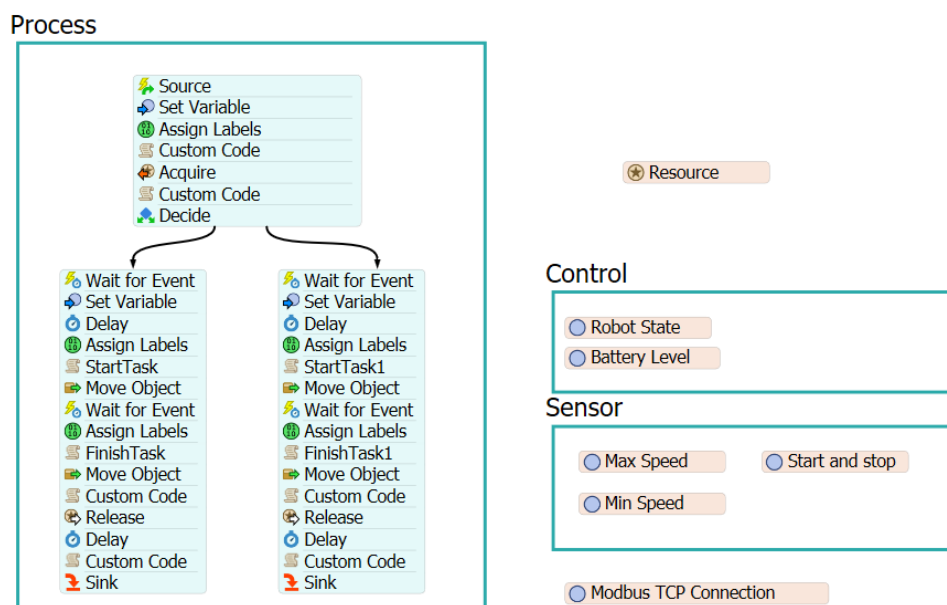 Process
Source
Set Variable
Assign Labels
Custom Code
Acquire
Custom Code
Decide
Wait for Event
Set Variable
Delay
Assign Labels
StartTask
Move Object
Wait for Event
Assign Labels
FinishTask
Move Object
Custom Code
Release
Delay
Custom Code
Sink
Wait for Event
Set Variable
Delay
Assign Labels
StartTask1
Move Object
Wait for Event
Assign Labels
FinishTask1
Move Object
Custom Code
Release
Delay
Custom Code
Sink
Resource
Control
Robot State
Battery Level
Sensor
Max Speed
Start and stop
Min Speed
Modbus TCP Connection